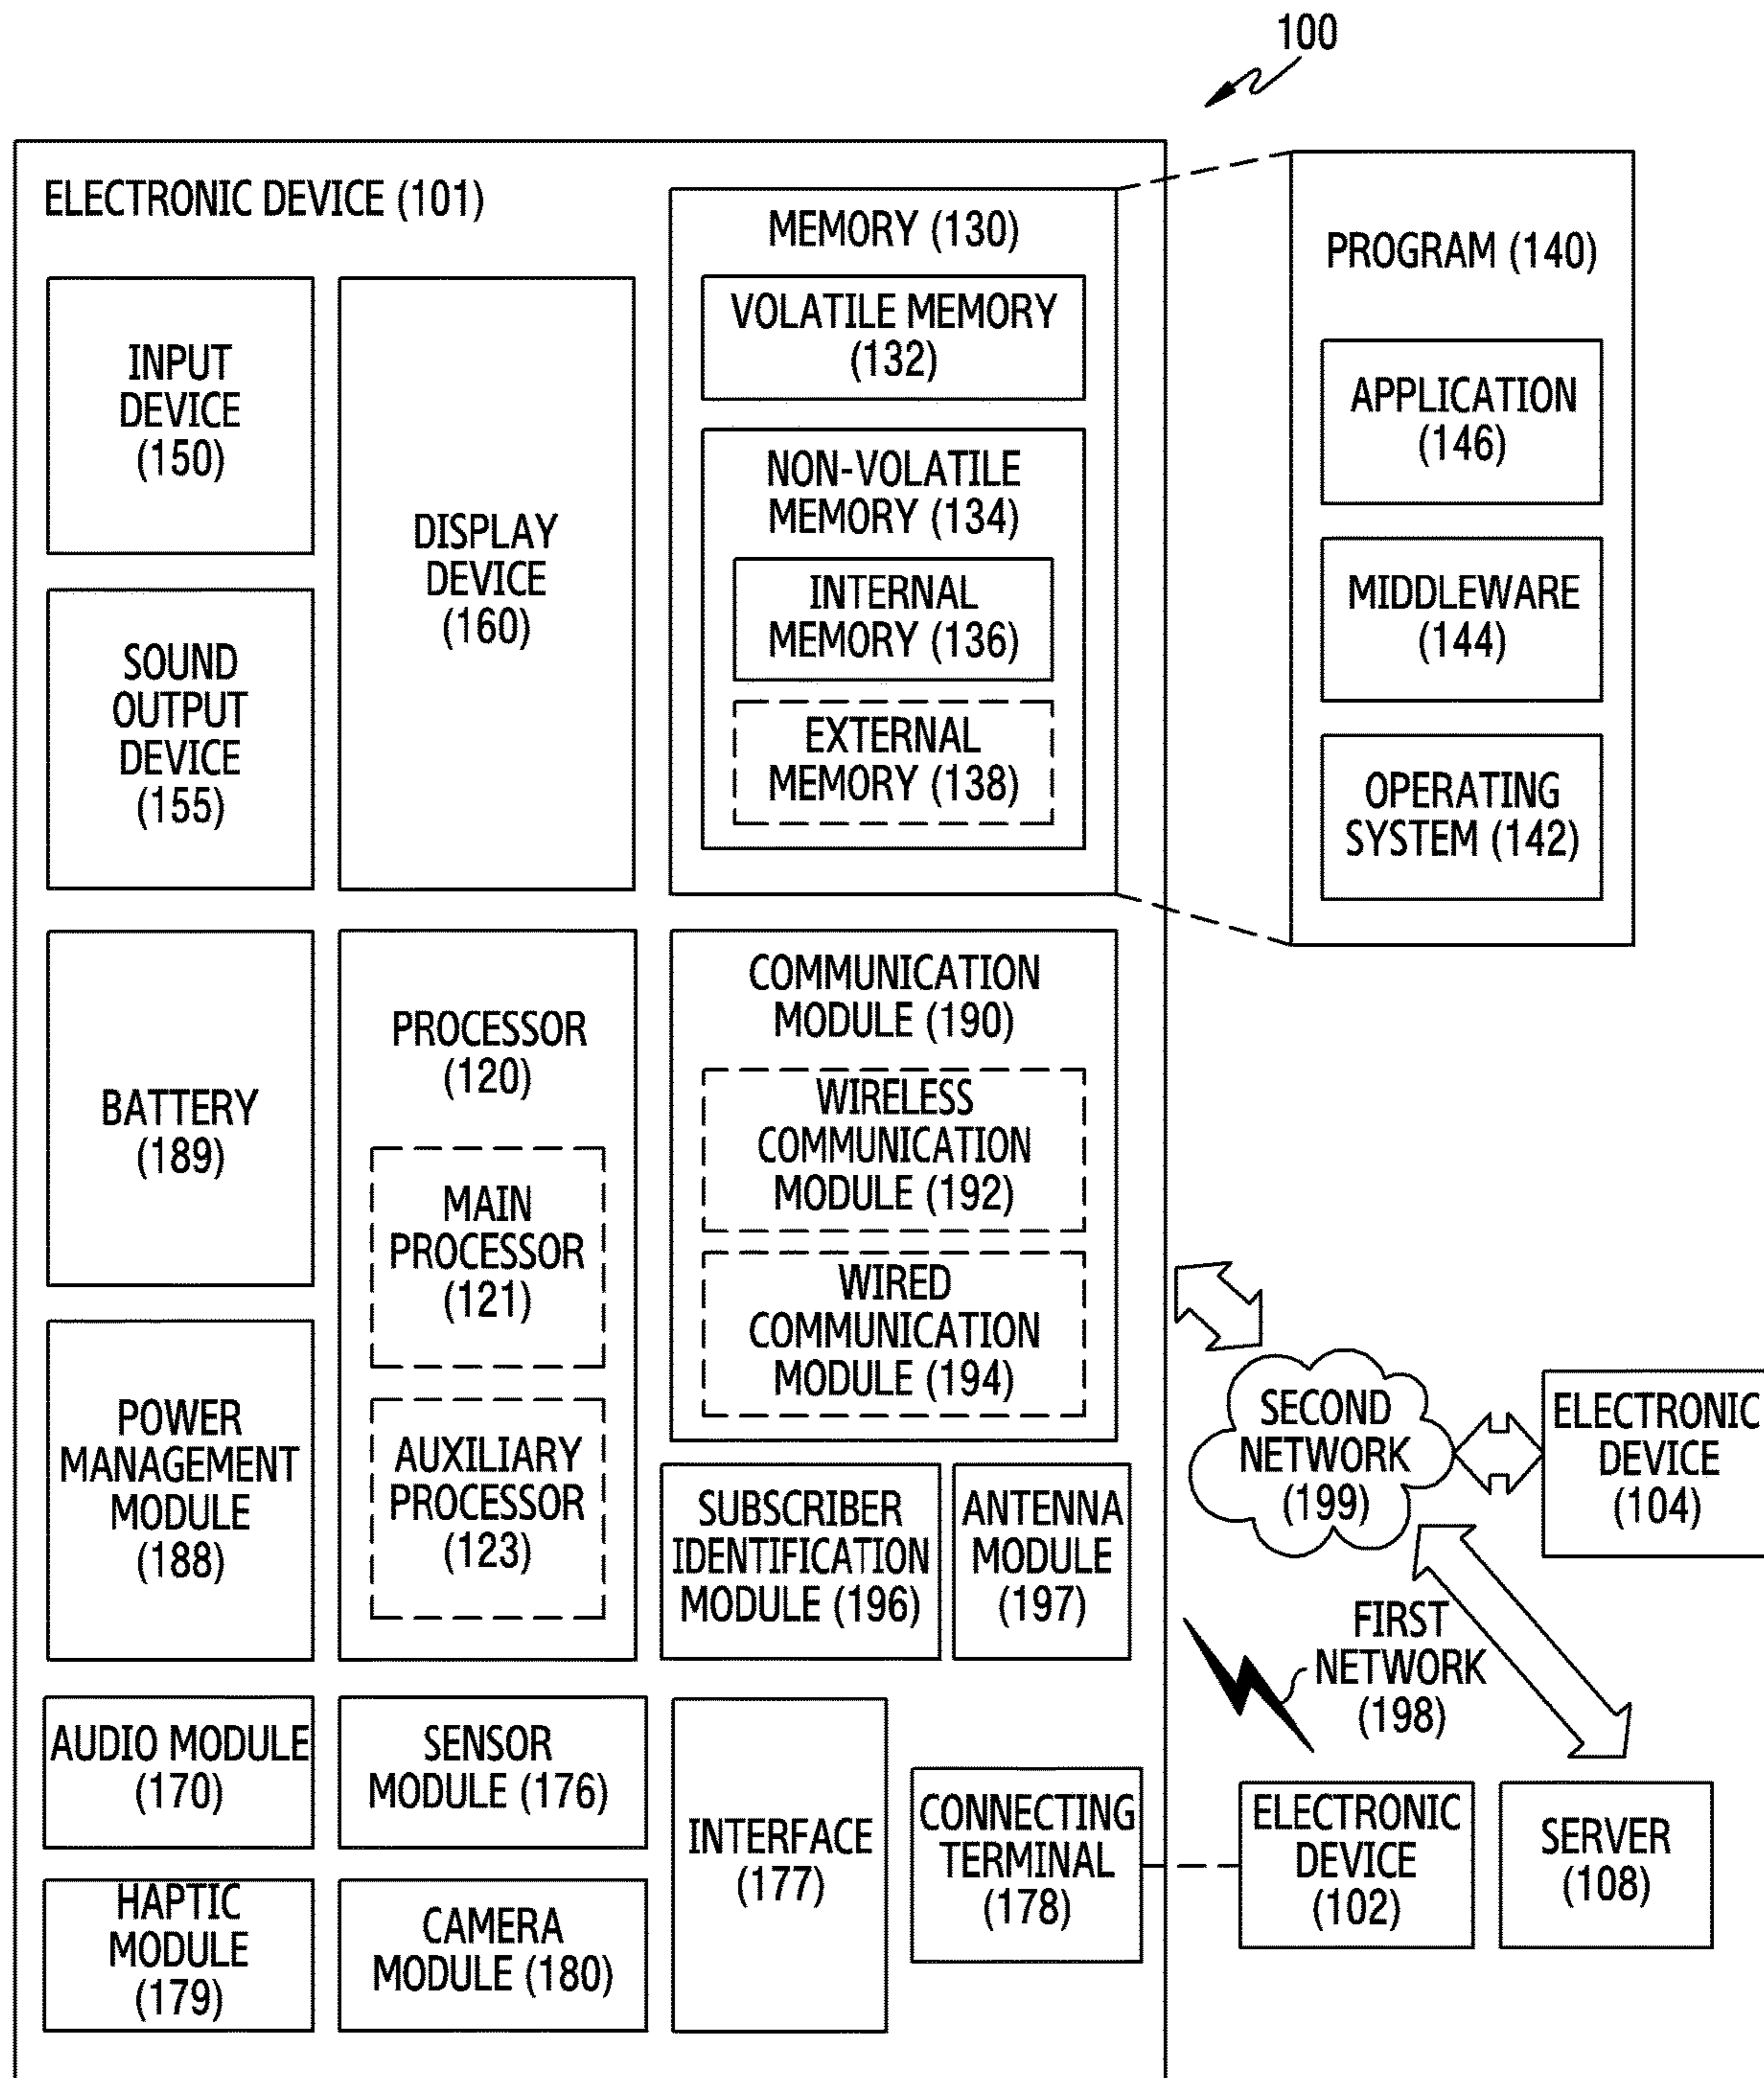 100
ELECTRONIC DEVICE (101)
INPUT
DEVICE
(150)
SOUND
OUTPUT
DEVICE
(155)
DISPLAY
DEVICE
(160)
MEMORY (130)
VOLATILE MEMORY
(132)
NON-VOLATILE
MEMORY (134)
INTERNAL
MEMORY (136)
EXTERNAL
MEMORY (138)
PROGRAM (140)
APPLICATION
(146)
MIDDLEWARE
(144)
OPERATING
SYSTEM (142)
BATTERY
(189)
POWER
MANAGEMENT
MODULE
(188)
PROCESSOR
(120)
MAIN
PROCESSOR
(121)
AUXILIARY
PROCESSOR
(123)
COMMUNICATION
MODULE (190)
WIRELESS
COMMUNICATION
MODULE (192)
WIRED
COMMUNICATION
MODULE (194)
SUBSCRIBER
IDENTIFICATION
MODULE (196)
ANTENNA
MODULE
(197)
SECOND
NETWORK
(199)
ELECTRONIC
DEVICE
(104)
FIRST
NETWORK
(198)
AUDIO MODULE
(170)
SENSOR
MODULE (176)
HAPTIC
MODULE
(179)
CAMERA
MODULE (180)
INTERFACE
(177)
CONNECTING
TERMINAL
(178)
ELECTRONIC
DEVICE
(102)
SERVER
(108)